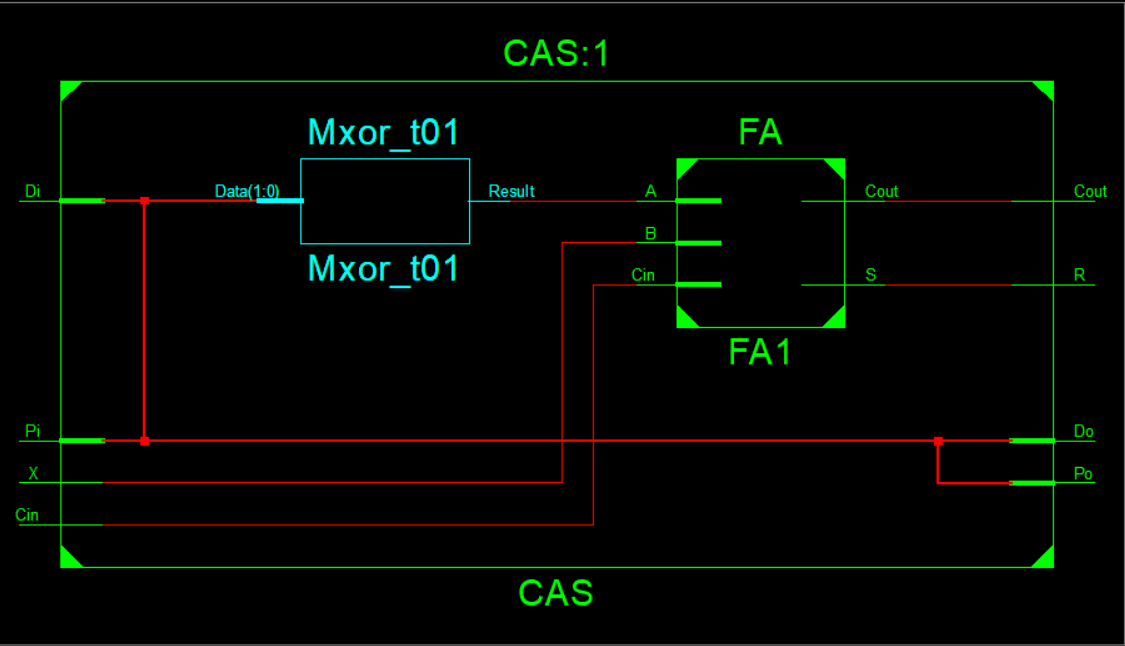 CAS:1
Mxor_t01
FA
Di
Data(1:0)
Result
A
Cout
Cout
B
Cin
S
R
Mxor_t01
FA1
Pi
Do
X
Po
Cin
CAS